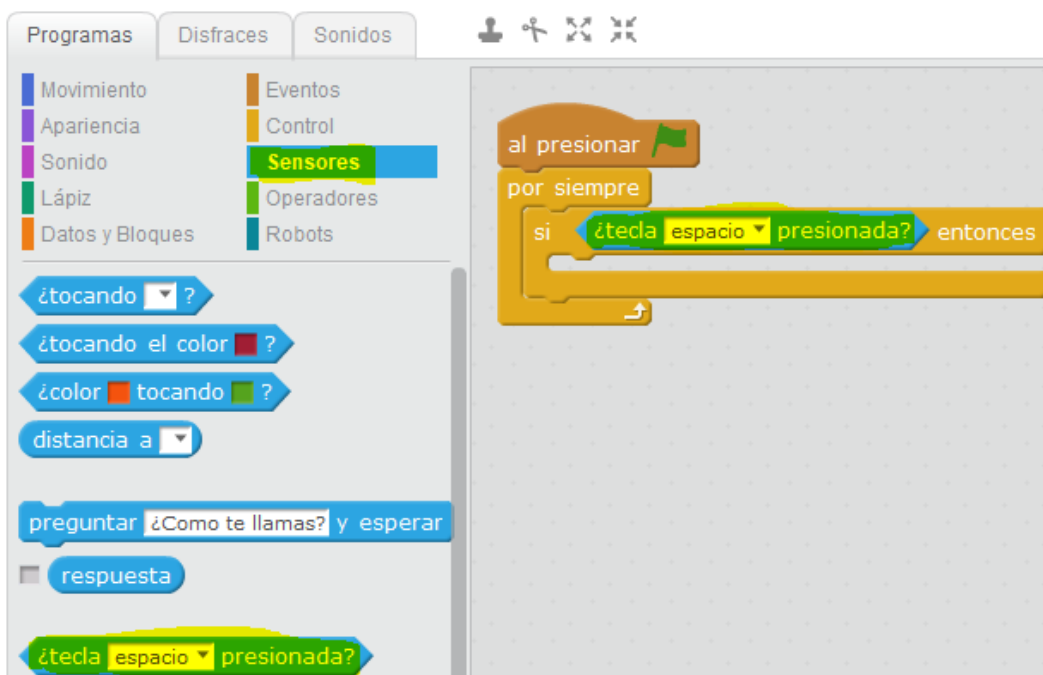 Programas Disfraces Sonidos
Movimiento Eventos
Apariencia Control
Sonido Sensores
Lápiz Operadores
Datos y Bloques Robots
¿tocando ?
¿tocando el color ?
¿color tocando ?
distancia a
preguntar ¿Como te llamas? y esperar
respuesta
¿tecla espacio presionada?
al presionar
por siempre
si ¿tecla espacio presionada? entonces